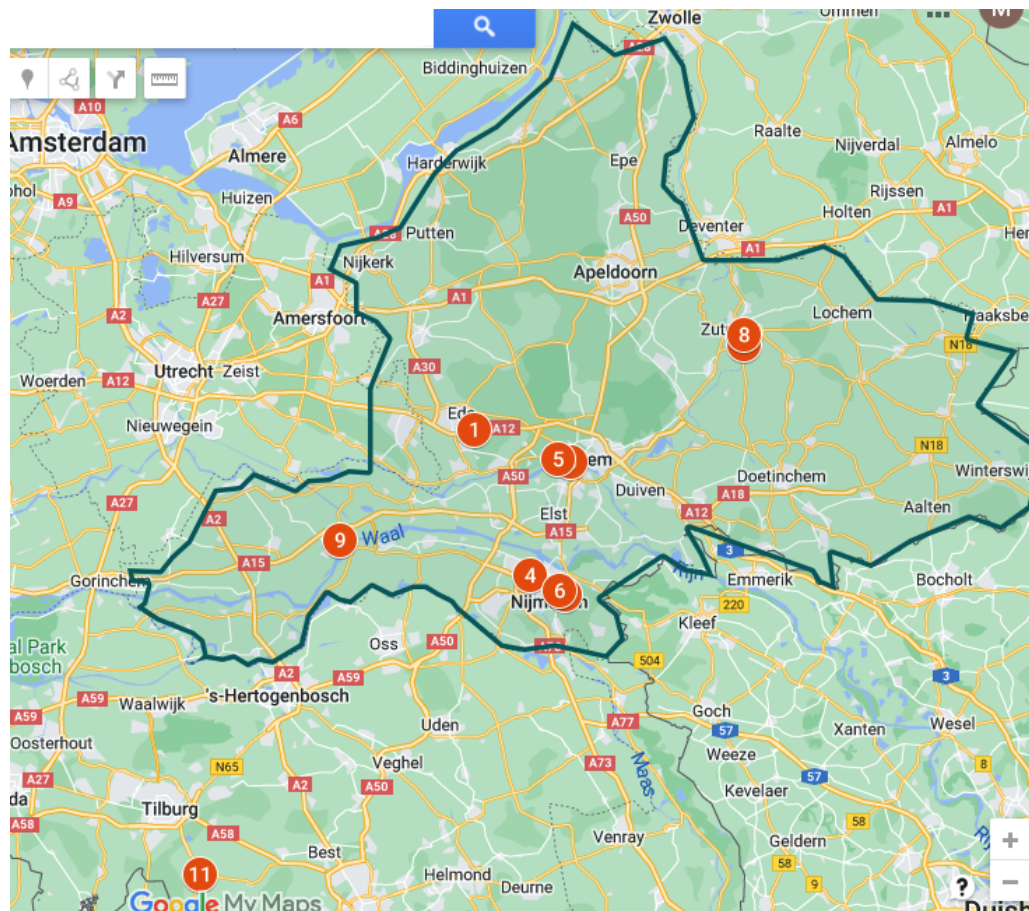 Zwolle
Ommen
M
A28
Biddinghuizen
A10
A6
Raalte
Amsterdam
Almere
Harderwijk
Epe
Nijverdal
Almelo
A9
Huizen
Rijssen
A50
Holten
A1
Putten
Deventer
A1
Hilversum
Nijkerk
Apeldoorn
A1
A27
A1
A2
Amersfoort
Lochem
8
N18
Woerden
A12
Utrecht
Zeist
A30
Nieuwegein
1
A12
N18
5
A50
Doetinchem
Duiven
A18
A27
A2
Elst
A12
Aalten
9
Waal
A15
A15
3
Gorinchem
4
6
Emmerik
Bocholt
220
Kleef
Oss
A50
504
A2
A59
A59
Waalwijk
's-Hertogenbosch
3
A59
Goch
A77
Uden
57
Xanten
Wesel
Oosterhout
Weeze
Veghel
A73
Maas
8
N65
57
A27
A2
A50
Kevelaer
Tilburg
A58
58
A58
Venray
Geldern
Best
58
11
Helmond
Deurne
9
?
Google My Maps